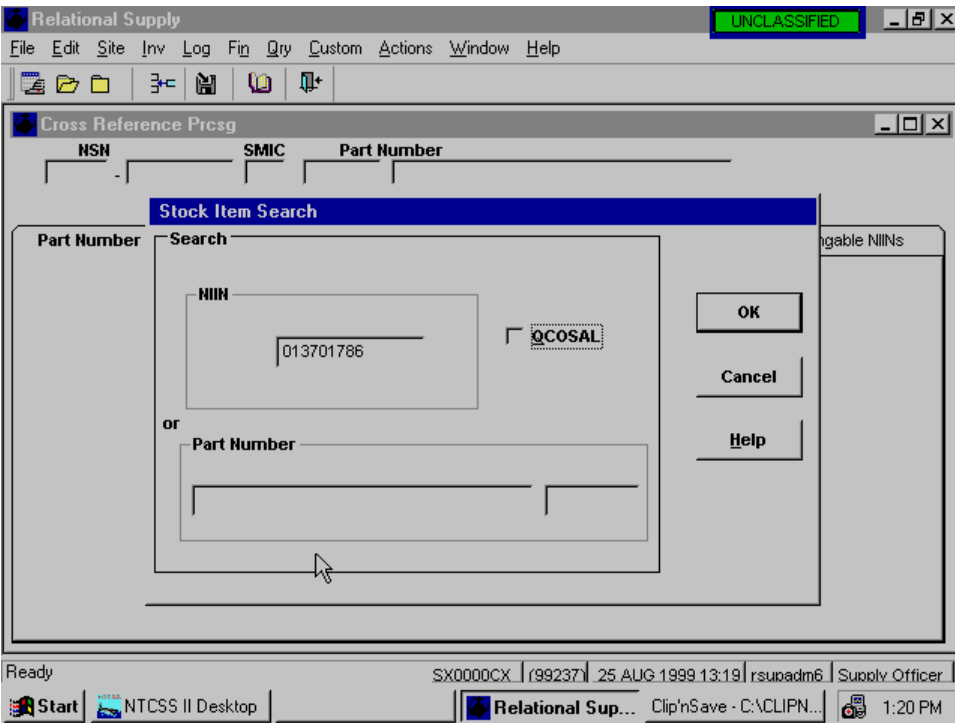 Relational Supply UNCLASSIFIED
File Edit Site Inv Log Fin Qry Custom Actions Window Help
Cross Reference Prcsg
NSN SMIC Part Number
-
Stock Item Search
Part Number Search ngable NIINs
NIIN
OK
QCOSAL
013701786
Cancel
or
Part Number Help
Ready SX0000CX (99237) 25 AUG 1999 13:19 rsupadm6 Supply Officer
Start NTCSS II Desktop Relational Sup... Clip'nSave - C:\CLIPN... 1:20 PM